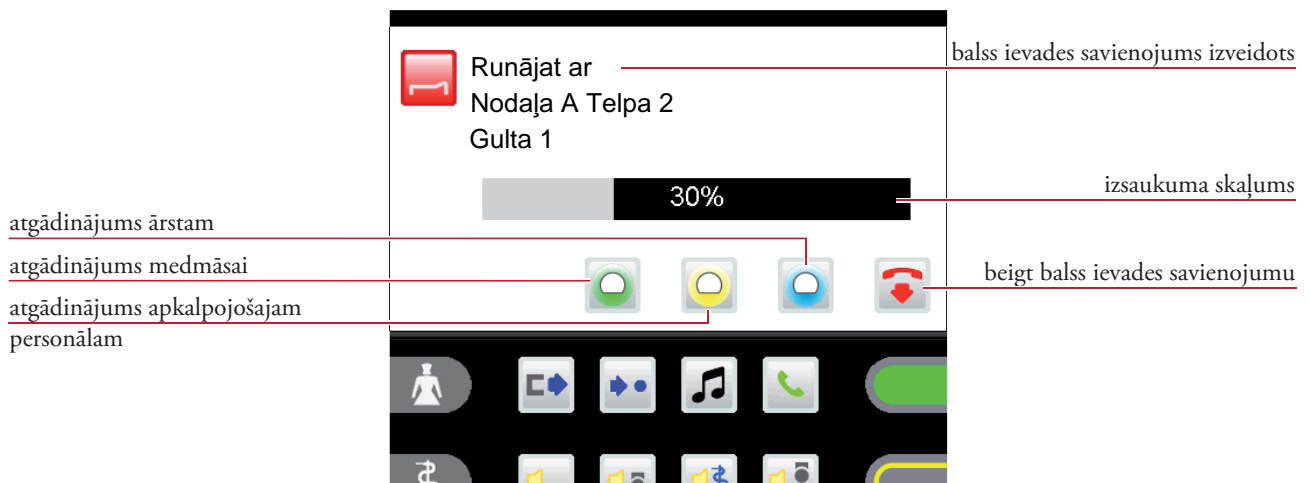 balss ievades savienojums izveidots
Runājat ar
Nodaļa A Telpa 2
Gulta 1
izsaukuma skaļums
30%
atgādinājums ārstam
atgādinājums medmāsai
beigt balss ievades savienojumu
atgādinājums apkalpojošajam
personālam